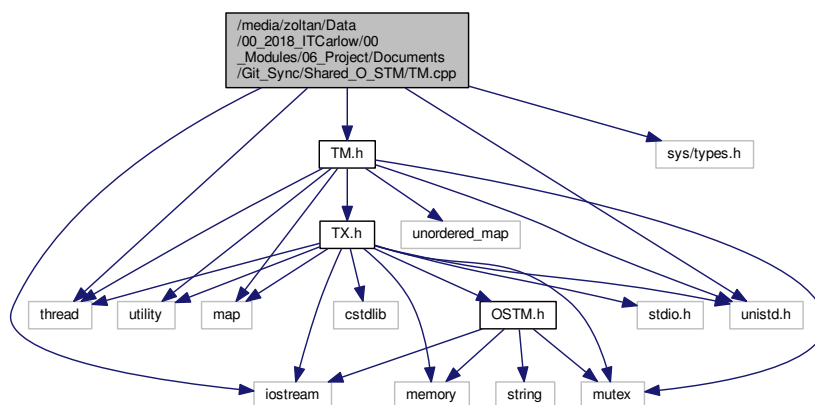 /media/zoltan/Data
/00_2018_ITCarlow/00
_Modules/06_Project/Documents
/Git_Sync/Shared_O_STM/TM.cpp
TM.h
sys/types.h
TX.h
unordered_map
thread
utility
map
cstdlib
OSTM.h
stdio.h
unistd.h
iostream
memory
string
mutex